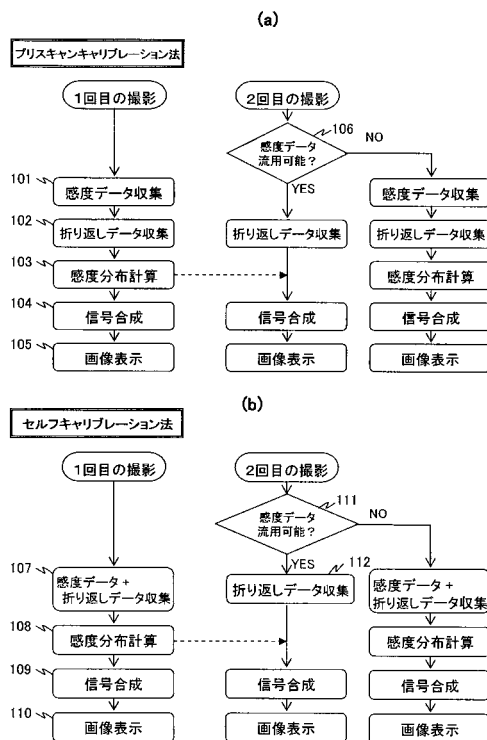 (a)
プリスキャンキャリブレーション法
1回目の撮影
2回目の撮影
106
感度データ
流用可能?
NO
YES
101
感度データ収集
感度データ収集
102
折り返しデータ収集
折り返しデータ収集
折り返しデータ収集
103
感度分布計算
感度分布計算
104
信号合成
信号合成
信号合成
105
画像表示
画像表示
画像表示
(b)
セルフキャリブレーション法
1回目の撮影
2回目の撮影
111
感度データ
流用可能?
NO
YES
112
107
感度データ+
折り返しデータ収集
折り返しデータ収集
感度データ+
折り返しデータ収集
108
感度分布計算
感度分布計算
109
信号合成
信号合成
信号合成
110
画像表示
画像表示
画像表示